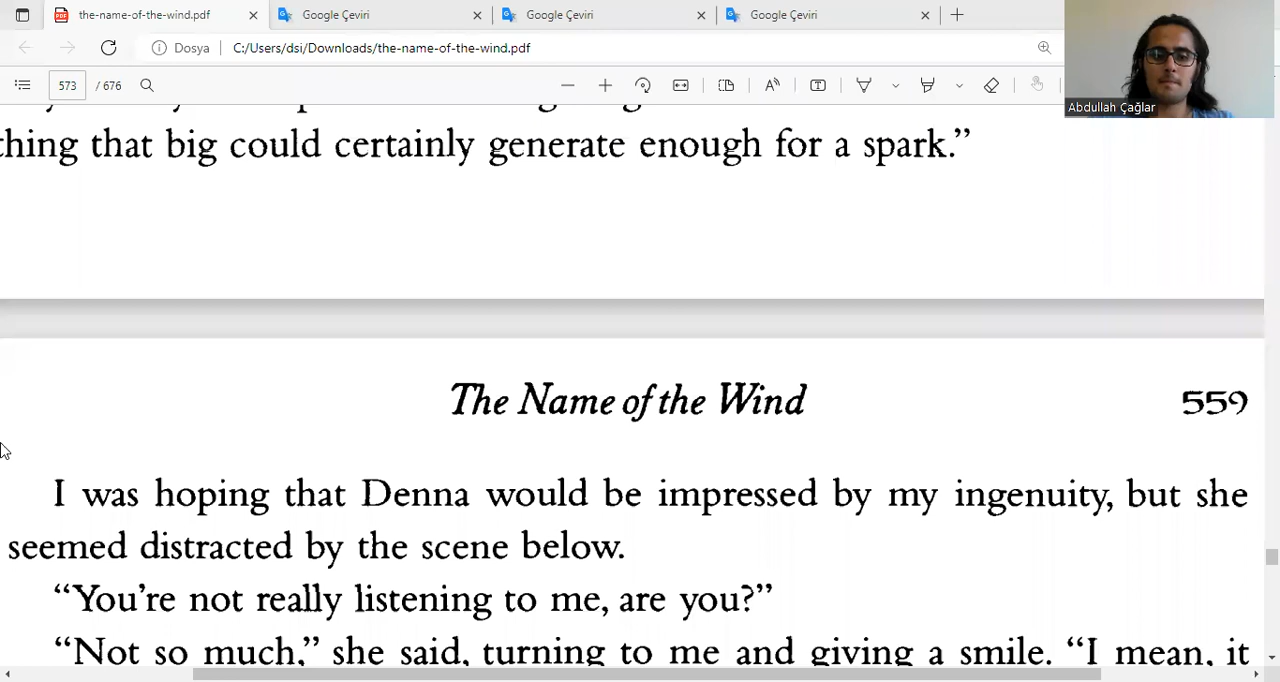 the-name-of-the-wind.pdf
Google Çeviri
Google Çeviri
Google Çeviri
Dosya
C:/Users/dsi/Downloads/the-name-of-the-wind.pdf
573 / 676
Abdullah Çağlar
thing that big could certainly generate enough for a spark.”
The Name of the Wind 559
I was hoping that Denna would be impressed by my ingenuity, but she
seemed distracted by the scene below.
“You’re not really listening to me, are you?”
“Not so much,” she said, turning to me and giving a smile. “I mean, it